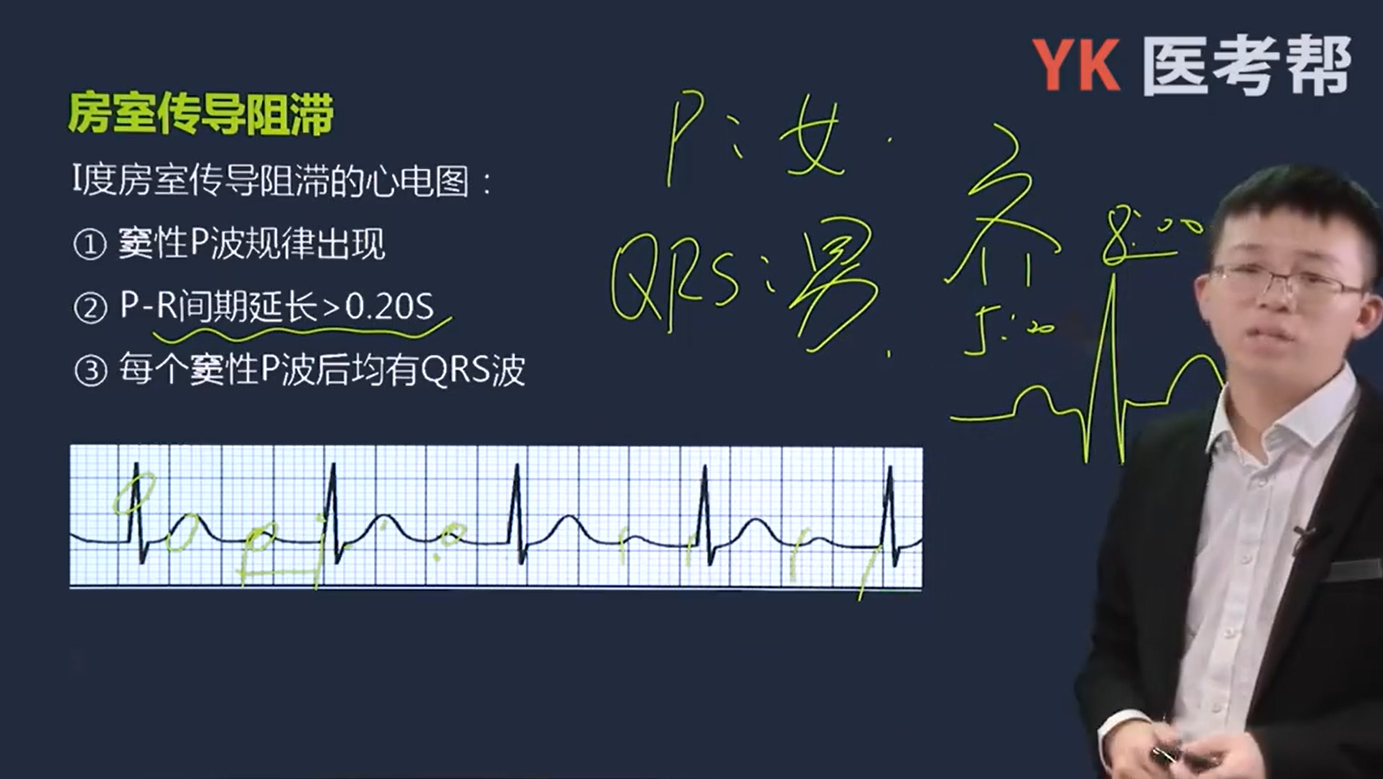 YK 医考帮
房室传导阻滞
I度房室传导阻滞的心电图：
① 窦性P波规律出现
② P-R间期延长>0.20S
③ 每个窦性P波后均有QRS波
P：女
QRS：男
8:00
5:20